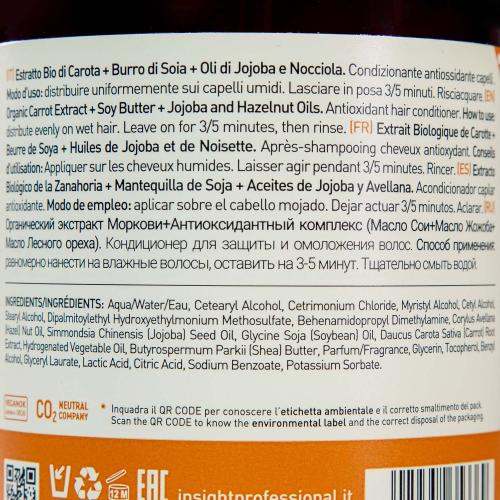 (IT) Estratto Bio di Carota + Burro di Soia + Oli di Jojoba e Nocciola. Condizionante antiossidante capelli.
Modo d'uso: distribuire uniformemente sui capelli umidi. Lasciare in posa 3/5 minuti. Risciacquare. (EN)
Organic Carrot Extract + Soy Butter + Jojoba and Hazelnut Oils. Antioxidant hair conditioner. How to use:
distribute evenly on wet hair. Leave on for 3/5 minutes, then rinse. (FR) Extrait Biologique de Carotte +
Beurre de Soya + Huiles de Jojoba et de Noisette. Après-shampooing cheveux antioxydant. Conseils
d'utilisation: Appliquer sur les cheveux humides. Laisser agir pendant 3/5 minutes. Rincer. (ES) Extracto
Biológico de la Zanahoria + Mantequilla de Soja + Aceites de Jojoba y Avellana. Acondicionador capilar
antioxidante. Modo de empleo: aplicar sobre el cabello mojado. Dejar actuar 3/5 minutos. Aclarar. (RU)
Органический экстракт Моркови+Антиоксидантный комплекс (Масло Сои+Масло Жожоба+
Масло Лесного ореха). Кондиционер для защиты и омоложения волос. Способ применения:
равномерно нанести на влажные волосы, оставить на 3-5 минут. Тщательно смыть водой.
INGREDIENTS/INGRÉDIENTS: Aqua/Water/Eau, Cetearyl Alcohol, Cetrimonium Chloride, Myristyl Alcohol, Cetyl Alcohol,
Stearyl Alcohol, Dipalmitoylethyl Hydroxyethylmonium Methosulfate, Behenamidopropyl Dimethylamine, Corylus Avellana
(Hazel) Nut Oil, Simmondsia Chinensis (Jojoba) Seed Oil, Glycine Soja (Soybean) Oil, Daucus Carota Sativa (Carrot) Root
Extract, Hydrogenated Vegetable Oil, Butyrospermum Parkii (Shea) Butter, Parfum/Fragrance, Glycerin, Tocopherol, Benzyl
Alcohol, Glyceryl Laurate, Lactic Acid, Citric Acid, Sodium Benzoate, Potassium Sorbate.
VEGANOK
CO2 NEUTRAL COMPANY
* Inquadra il QR CODE per conoscere l'etichetta ambientale e il corretto smaltimento del pack.
Scan the QR CODE to know the environmental label and the correct disposal of the packaging.
12 M
EAC
insightprofessional.it